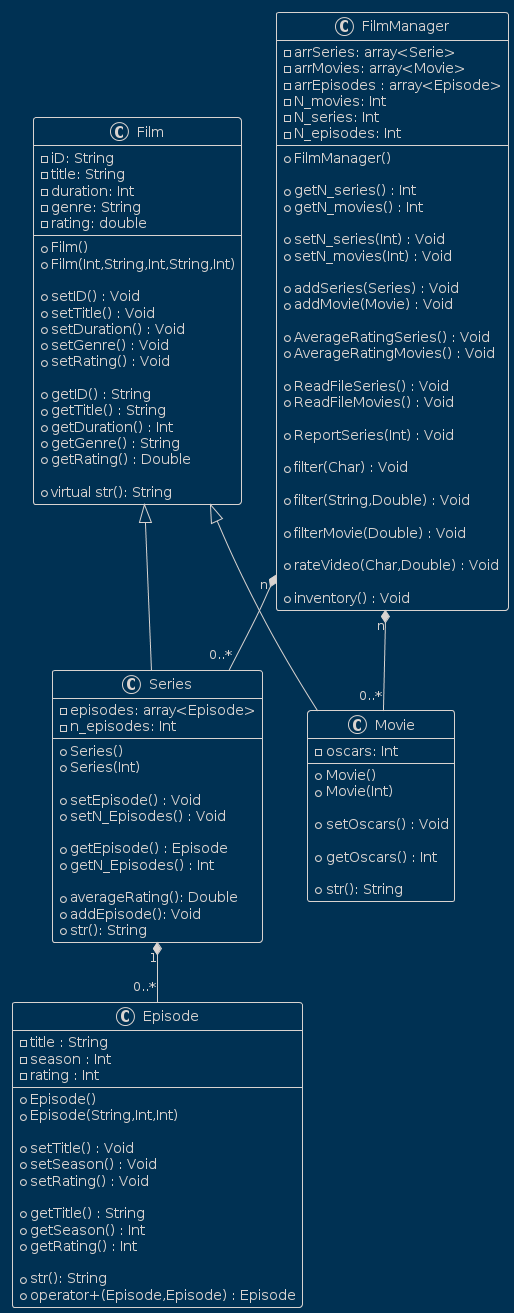 FilmManager
arrSeries: array<Serie>
arrMovies: array<Movie>
arrEpisodes : array<Episode>
N_movies: Int
N_series: Int
N_episodes: Int
FilmManager()
getN_series() : Int
getN_movies() : Int
setN_series(Int) : Void
setN_movies(Int) : Void
addSeries(Series) : Void
addMovie(Movie) : Void
AverageRatingSeries() : Void
AverageRatingMovies() : Void
ReadFileSeries() : Void
ReadFileMovies() : Void
ReportSeries(Int) : Void
filter(Char) : Void
filter(String,Double) : Void
filterMovie(Double) : Void
rateVideo(Char,Double) : Void
inventory() : Void
C Film
iD: String
title: String
duration: Int
genre: String
rating: double
Film()
Film(Int,String,Int,String,Int)
setID() : Void
setTitle() : Void
setDuration() : Void
setGenre() : Void
setRating() : Void
getID() : String
getTitle() : String
getDuration() : Int
getGenre() : String
getRating() : Double
virtual str(): String
n
0..*
n
0..*
C Series
episodes: array<Episode>
n_episodes: Int
Series()
Series(Int)
setEpisode() : Void
setN_Episodes() : Void
getEpisode() : Episode
getN_Episodes() : Int
averageRating(): Double
addEpisode(): Void
str(): String
C Movie
oscars: Int
Movie()
Movie(Int)
setOscars() : Void
getOscars() : Int
str(): String
1
0..*
C Episode
title : String
season : Int
rating : Int
Episode()
Episode(String,Int,Int)
setTitle() : Void
setSeason() : Void
setRating() : Void
getTitle() : String
getSeason() : Int
getRating() : Int
str(): String
operator+(Episode,Episode) : Episode